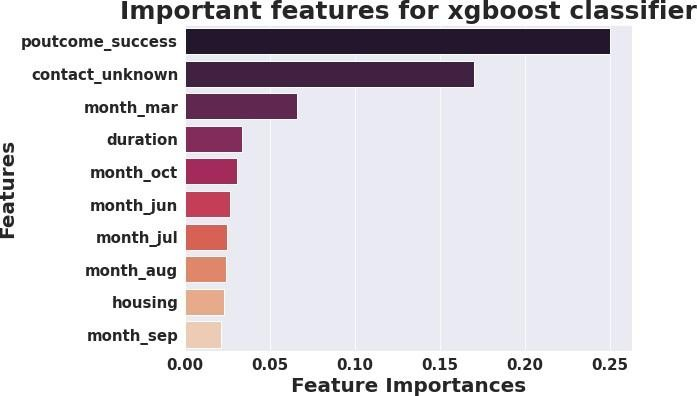 Important features for xgboost classifier
Features
poutcome_success
contact_unknown
month_mar
duration
month_oct
month_jun
month_jul
month_aug
housing
month_sep
0.00 0.05 0.10 0.15 0.20 0.25
Feature Importances